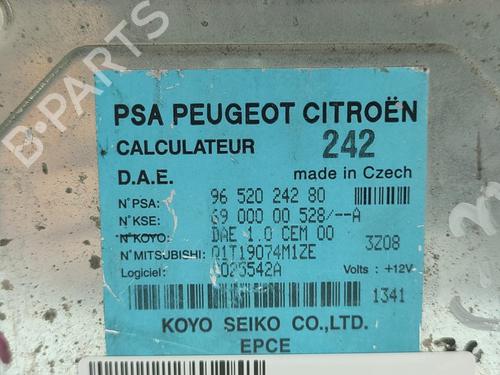 PSA PEUGEOT CITROËN
CALCULATEUR 242
D.A.E. made in Czech
N°PSA: 96 520 242 80
N°KSE: 69 000 00 528/--A
N°KOYO: DAE 1.0 CEM 00 3Z08
N°MITSUBISHI: Q1T19074M1ZE
Logiciel: Volts : +12V
1341
KOYO SEIKO CO.,LTD.
EPCE
B-PARTS